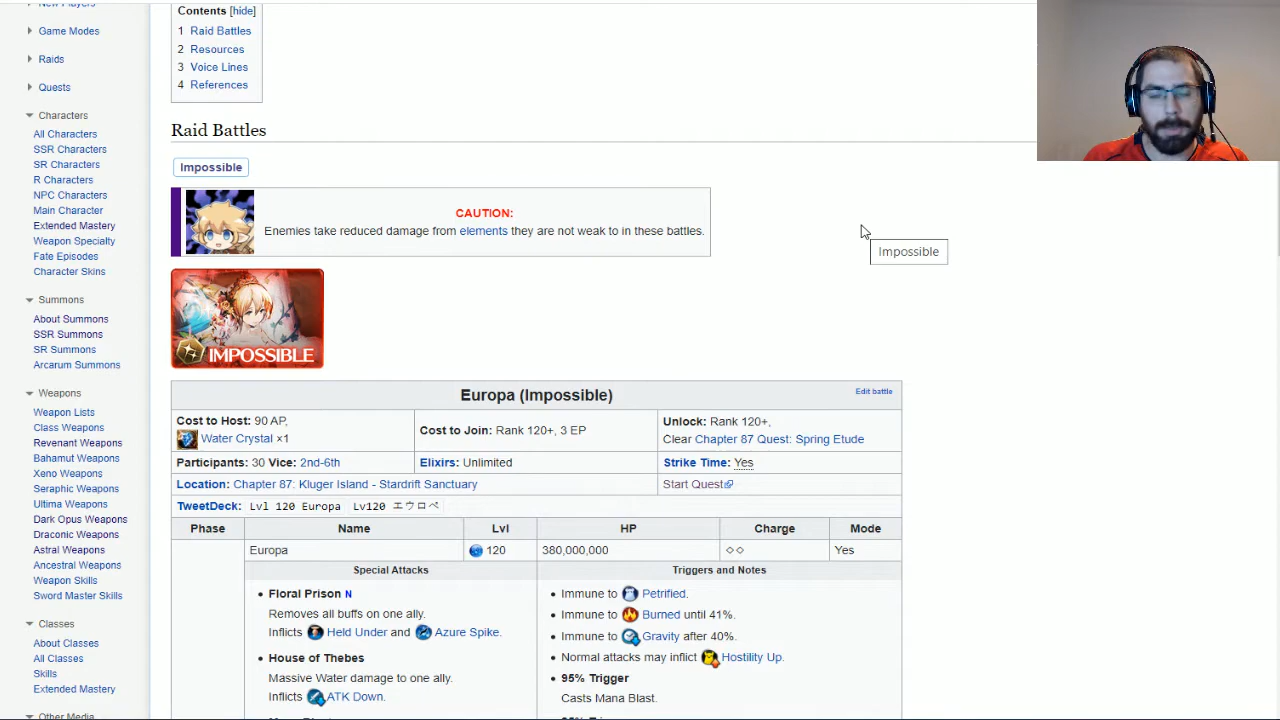 New Players
Game Modes
Raids
Quests
Characters
All Characters
SSR Characters
SR Characters
R Characters
NPC Characters
Main Character
Extended Mastery
Weapon Specialty
Fate Episodes
Character Skins
Summons
About Summons
SSR Summons
SR Summons
Arcarum Summons
Weapons
Weapon Lists
Class Weapons
Revenant Weapons
Bahamut Weapons
Xeno Weapons
Seraphic Weapons
Ultima Weapons
Dark Opus Weapons
Draconic Weapons
Astral Weapons
Ancestral Weapons
Weapon Skills
Sword Master Skills
Classes
About Classes
All Classes
Skills
Extended Mastery
Other Media
Contents [hide]
1 Raid Battles
2 Resources
3 Voice Lines
4 References
Raid Battles
Impossible
CAUTION:
Enemies take reduced damage from elements they are not weak to in these battles.
Impossible
IMPOSSIBLE
Europa (Impossible)
Edit battle
Cost to Host: 90 AP,
Water Crystal ×1
Cost to Join: Rank 120+, 3 EP
Unlock: Rank 120+,
Clear Chapter 87 Quest: Spring Etude
Participants: 30 Vice: 2nd-6th
Elixirs: Unlimited
Strike Time: Yes
Location: Chapter 87: Kluger Island - Stardrift Sanctuary
Start Quest
TweetDeck: Lvl 120 Europa Lv120 エウロペ
Phase Name Lvl HP Charge Mode
Europa 120 380,000,000 ◇◇ Yes
Special Attacks
Floral Prison N
Removes all buffs on one ally.
Inflicts Held Under and Azure Spike.
House of Thebes
Massive Water damage to one ally.
Inflicts ATK Down.
Triggers and Notes
Immune to Petrified.
Immune to Burned until 41%.
Immune to Gravity after 40%.
Normal attacks may inflict Hostility Up.
95% Trigger
Casts Mana Blast.